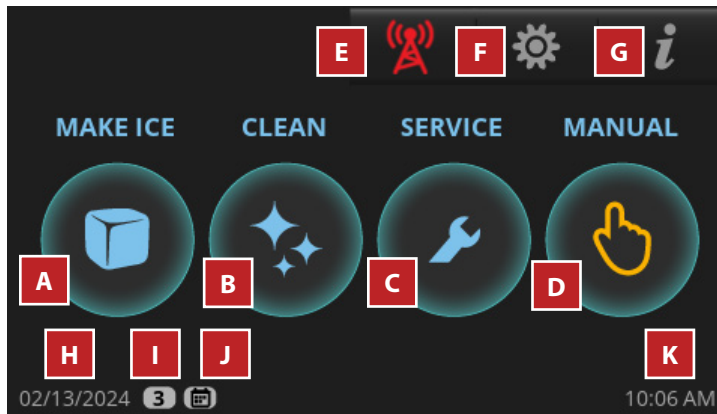 E F G i
MAKE ICE CLEAN SERVICE MANUAL
A B C D
H I J K
02/13/2024 3 10:06 AM